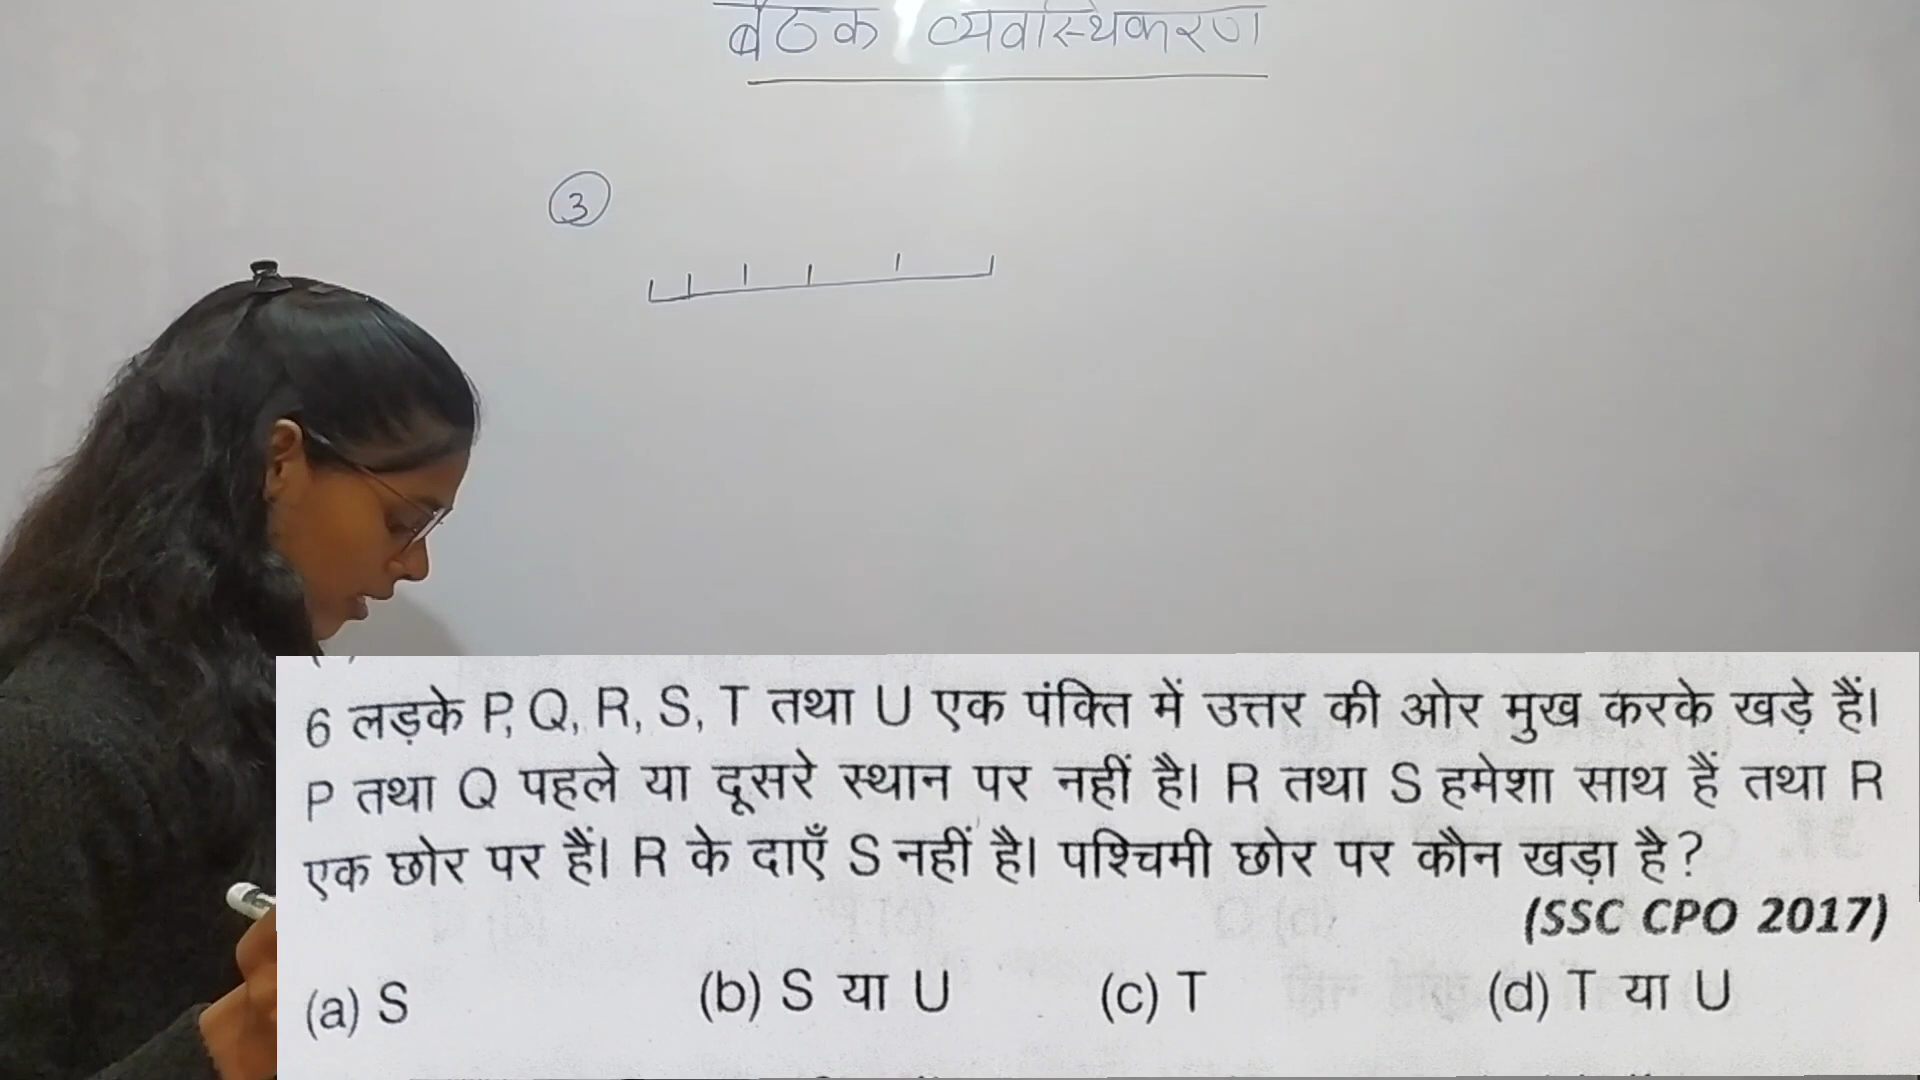 बैठक व्यवस्थिकरण
3
6 लड़के P, Q, R, S, T तथा U एक पंक्ति में उत्तर की ओर मुख करके खड़े हैं।
P तथा Q पहले या दूसरे स्थान पर नहीं है। R तथा S हमेशा साथ हैं तथा R
एक छोर पर हैं। R के दाएँ S नहीं है। पश्चिमी छोर पर कौन खड़ा है?
(SSC CPO 2017)
(a) S (b) S या U (c) T (d) T या U